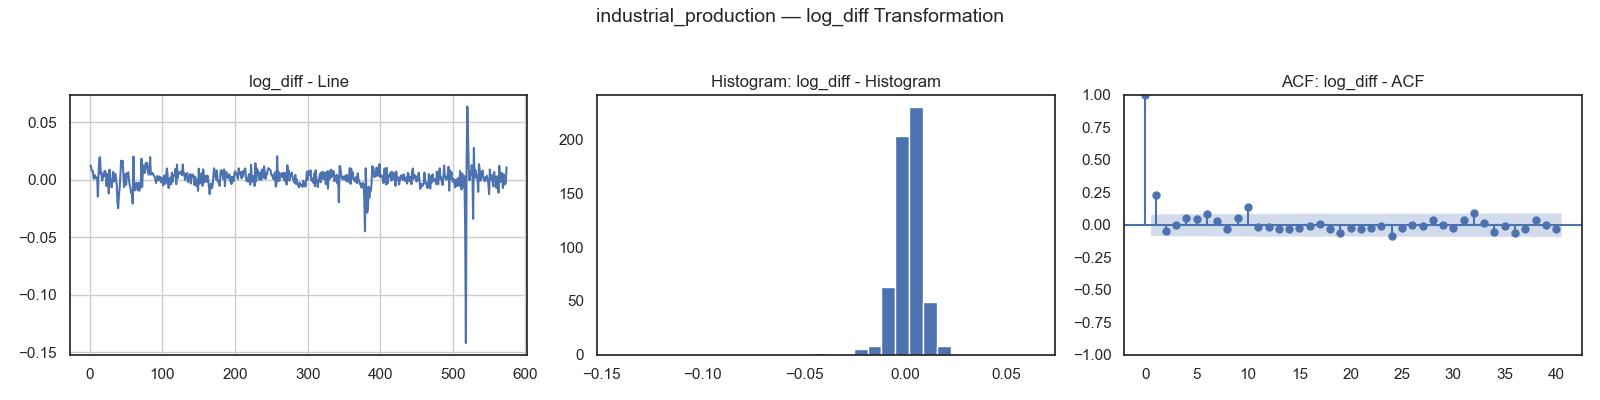 industrial_production — log_diff Transformation
log_diff - Line
0.05
0.00
−0.05
−0.10
−0.15
0 100 200 300 400 500 600
Histogram: log_diff - Histogram
200
150
100
50
0
−0.15 −0.10 −0.05 0.00 0.05
ACF: log_diff - ACF
1.00
0.75
0.50
0.25
0.00
−0.25
−0.50
−0.75
−1.00
0 5 10 15 20 25 30 35 40